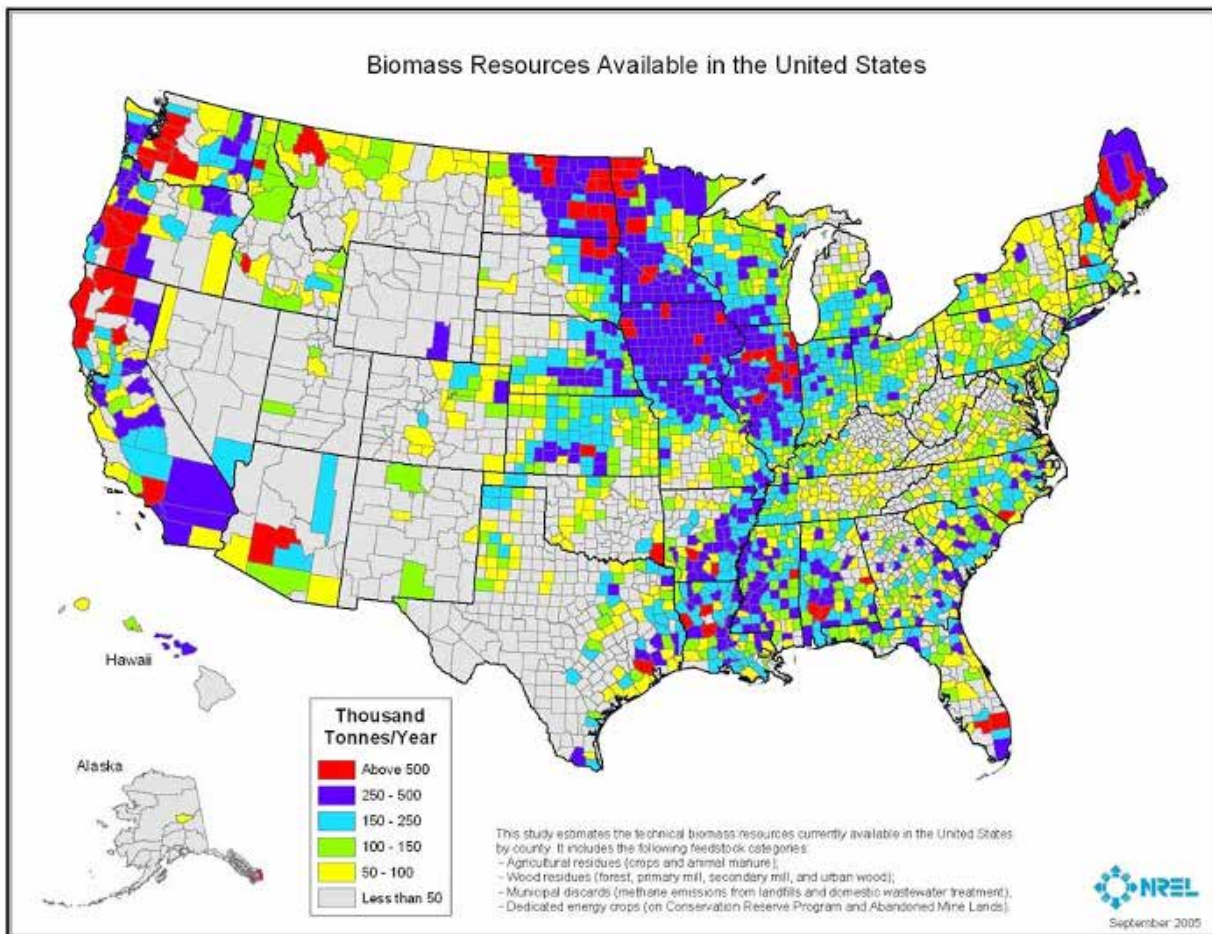 Biomass Resources Available in the United States
Hawaii
Alaska
Thousand
Tonnes/Year
Above 500
250 - 500
150 - 250
100 - 150
50 - 100
Less than 50
This study estimates the technical biomass resources currently available in the United States
by county. It includes the following feedstock categories:
- Agricultural residues (crops and animal manure);
- Wood residues (forest, primary mill, secondary mill, and urban wood);
- Municipal discards (methane emissions from landfills and domestic wastewater treatment);
- Dedicated energy crops (on Conservation Reserve Program and Abandoned Mine Lands).
NREL
September 2005